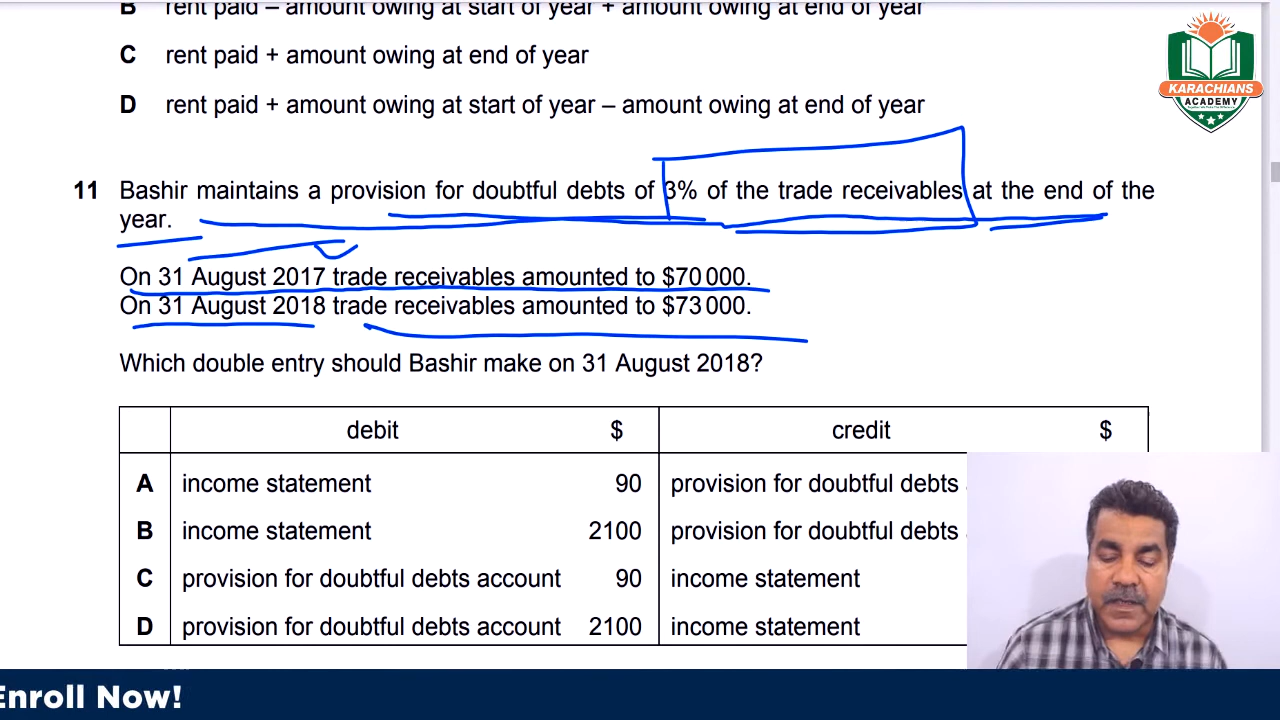 B rent paid – amount owing at start of year + amount owing at end of year
C rent paid + amount owing at end of year
D rent paid + amount owing at start of year – amount owing at end of year
KARACHIANS
ACADEMY
11 Bashir maintains a provision for doubtful debts of 3% of the trade receivables at the end of the
year.
On 31 August 2017 trade receivables amounted to $70 000.
On 31 August 2018 trade receivables amounted to $73 000.
Which double entry should Bashir make on 31 August 2018?
debit $ credit $
A income statement 90 provision for doubtful debts
B income statement 2100 provision for doubtful debts
C provision for doubtful debts account 90 income statement
D provision for doubtful debts account 2100 income statement
Enroll Now!